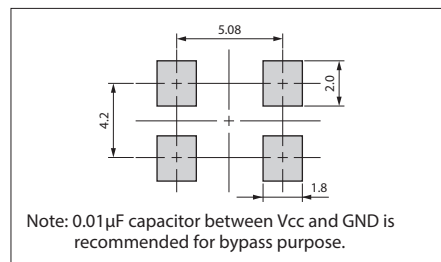 5.08
4.2
2.0
1.8
Note: 0.01µF capacitor between Vcc and GND is
recommended for bypass purpose.